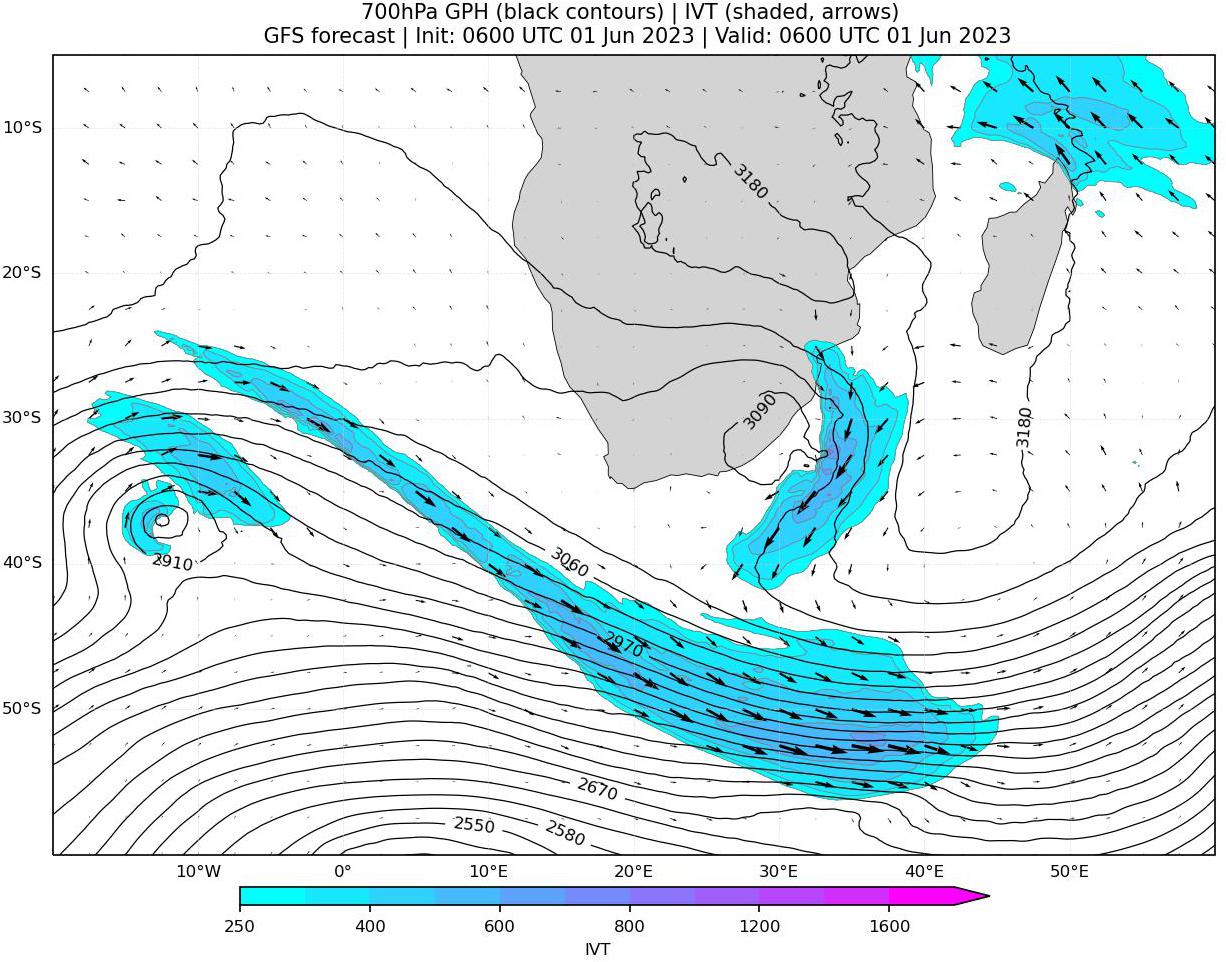 700hPa GPH (black contours) | IVT (shaded, arrows)
GFS forecast | Init: 0600 UTC 01 Jun 2023 | Valid: 0600 UTC 01 Jun 2023
10°S
3180
20°S
30°S
3090
3180
40°S
2910
3060
2970
50°S
2670
2550
2580
10°W 0° 10°E 20°E 30°E 40°E 50°E
250 400 600 800 1200 1600
IVT